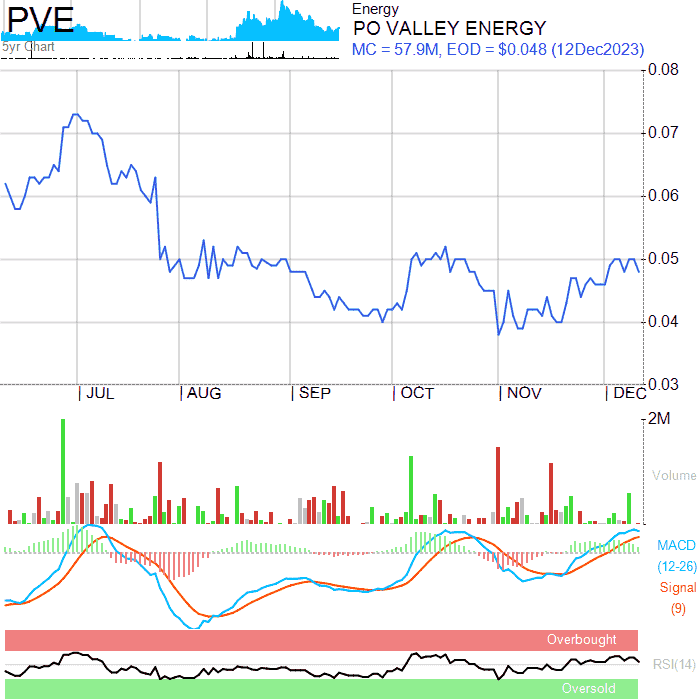 PVE
5yr Chart
Energy
PO VALLEY ENERGY
MC = 57.9M, EOD = $0.048 (12Dec2023)
0.08
0.07
0.06
0.05
0.04
0.03
JUL
AUG
SEP
OCT
NOV
DEC
2M
Volume
MACD
(12-26)
Signal
(9)
Overbought
RSI(14)
Oversold